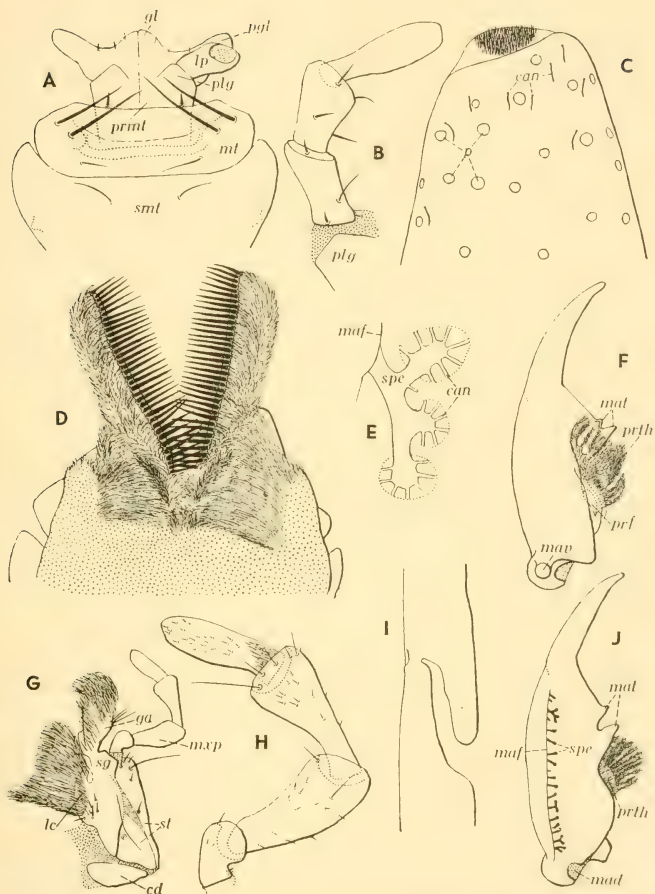 gl
pgl
lp
plg
A
prmt
mt
smt
B
plg
can
C
D
maf
spc
can
E
F
mat
prth
prf
mav
G
ga
sg
mxp
lc
st
cd
H
I
J
mat
maf
spc
prth
mad